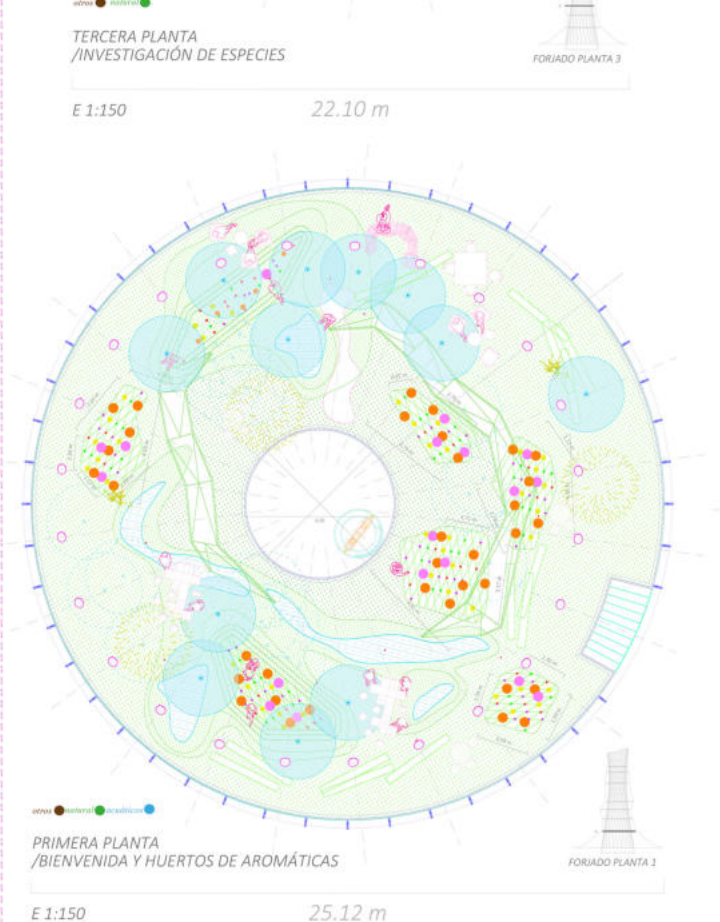 otros natural
TERCERA PLANTA
/INVESTIGACIÓN DE ESPECIES
FORJADO PLANTA 3
E 1:150
22.10 m
otros natural acuáticos
PRIMERA PLANTA
/BIENVENIDA Y HUERTOS DE AROMÁTICAS
FORJADO PLANTA 1
E 1:150
25.12 m